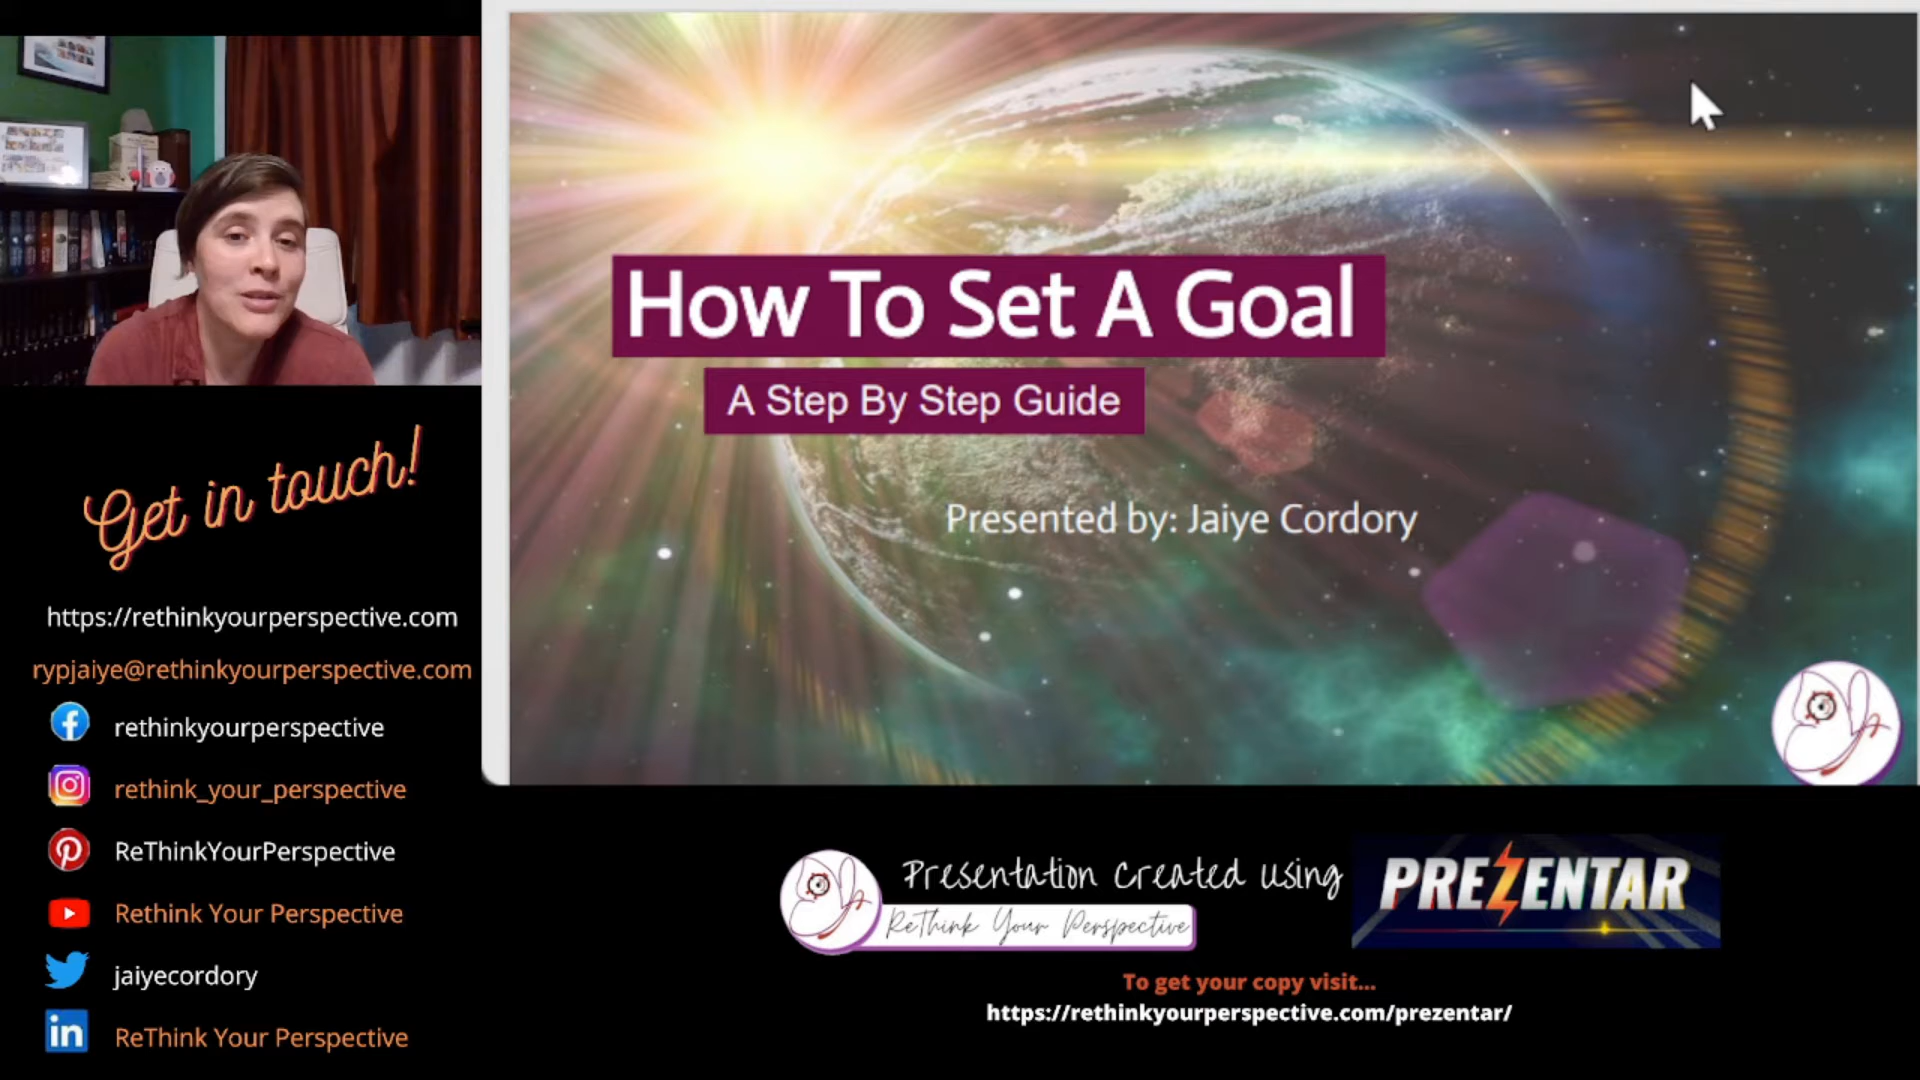 How To Set A Goal
A Step By Step Guide
Presented by: Jaiye Cordory
Get in touch!
https://rethinkyourperspective.com
rypjaiye@rethinkyourperspective.com
rethinkyourperspective
rethink_your_perspective
ReThinkYourPerspective
Rethink Your Perspective
jaiyecordory
in
ReThink Your Perspective
Presentation created using
ReThink Your Perspective
PREZENTAR
To get your copy visit...
https://rethinkyourperspective.com/prezentar/